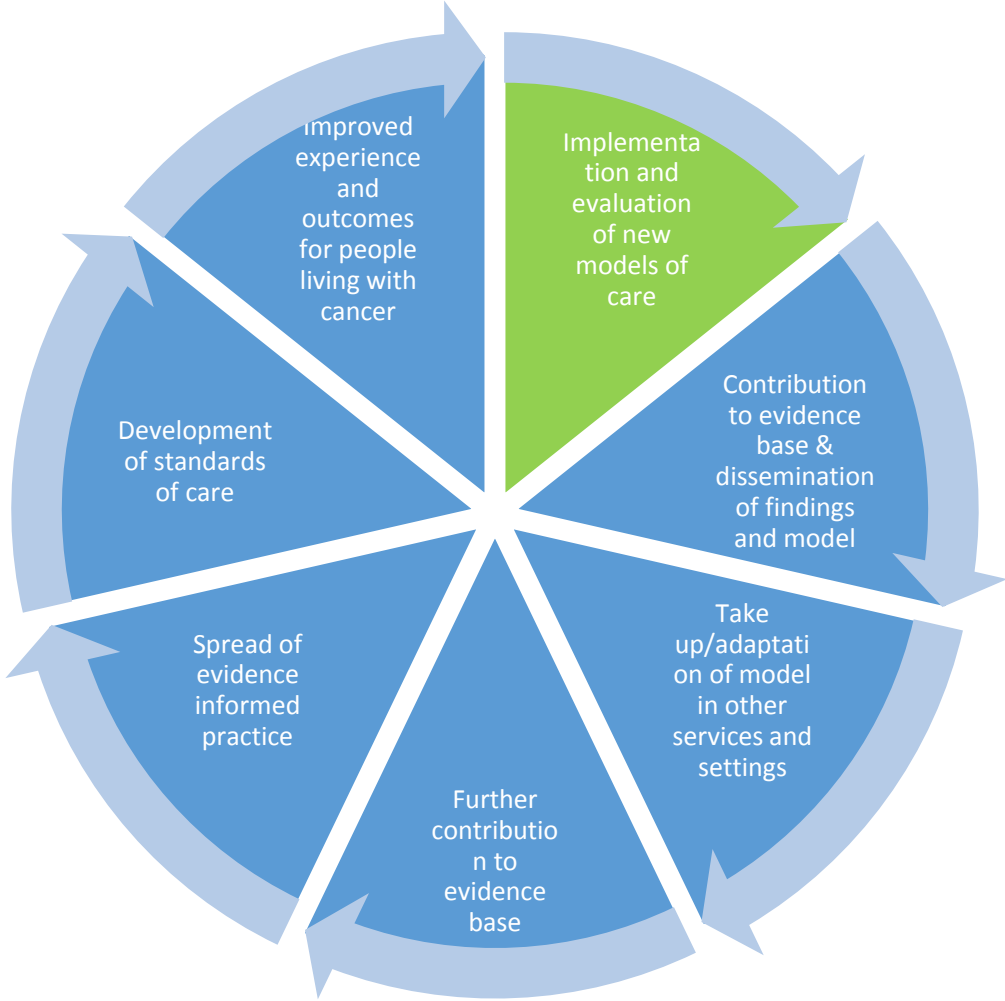 Implementa
tion and
evaluation
of new
models of
care
Contribution
to evidence
base &
dissemination
of findings
and model
Take
up/adaptati
on of model
in other
services and
settings
Further
contributio
n to
evidence
base
Spread of
evidence
informed
practice
Development
of standards
of care
Improved
experience
and
outcomes
for people
living with
cancer